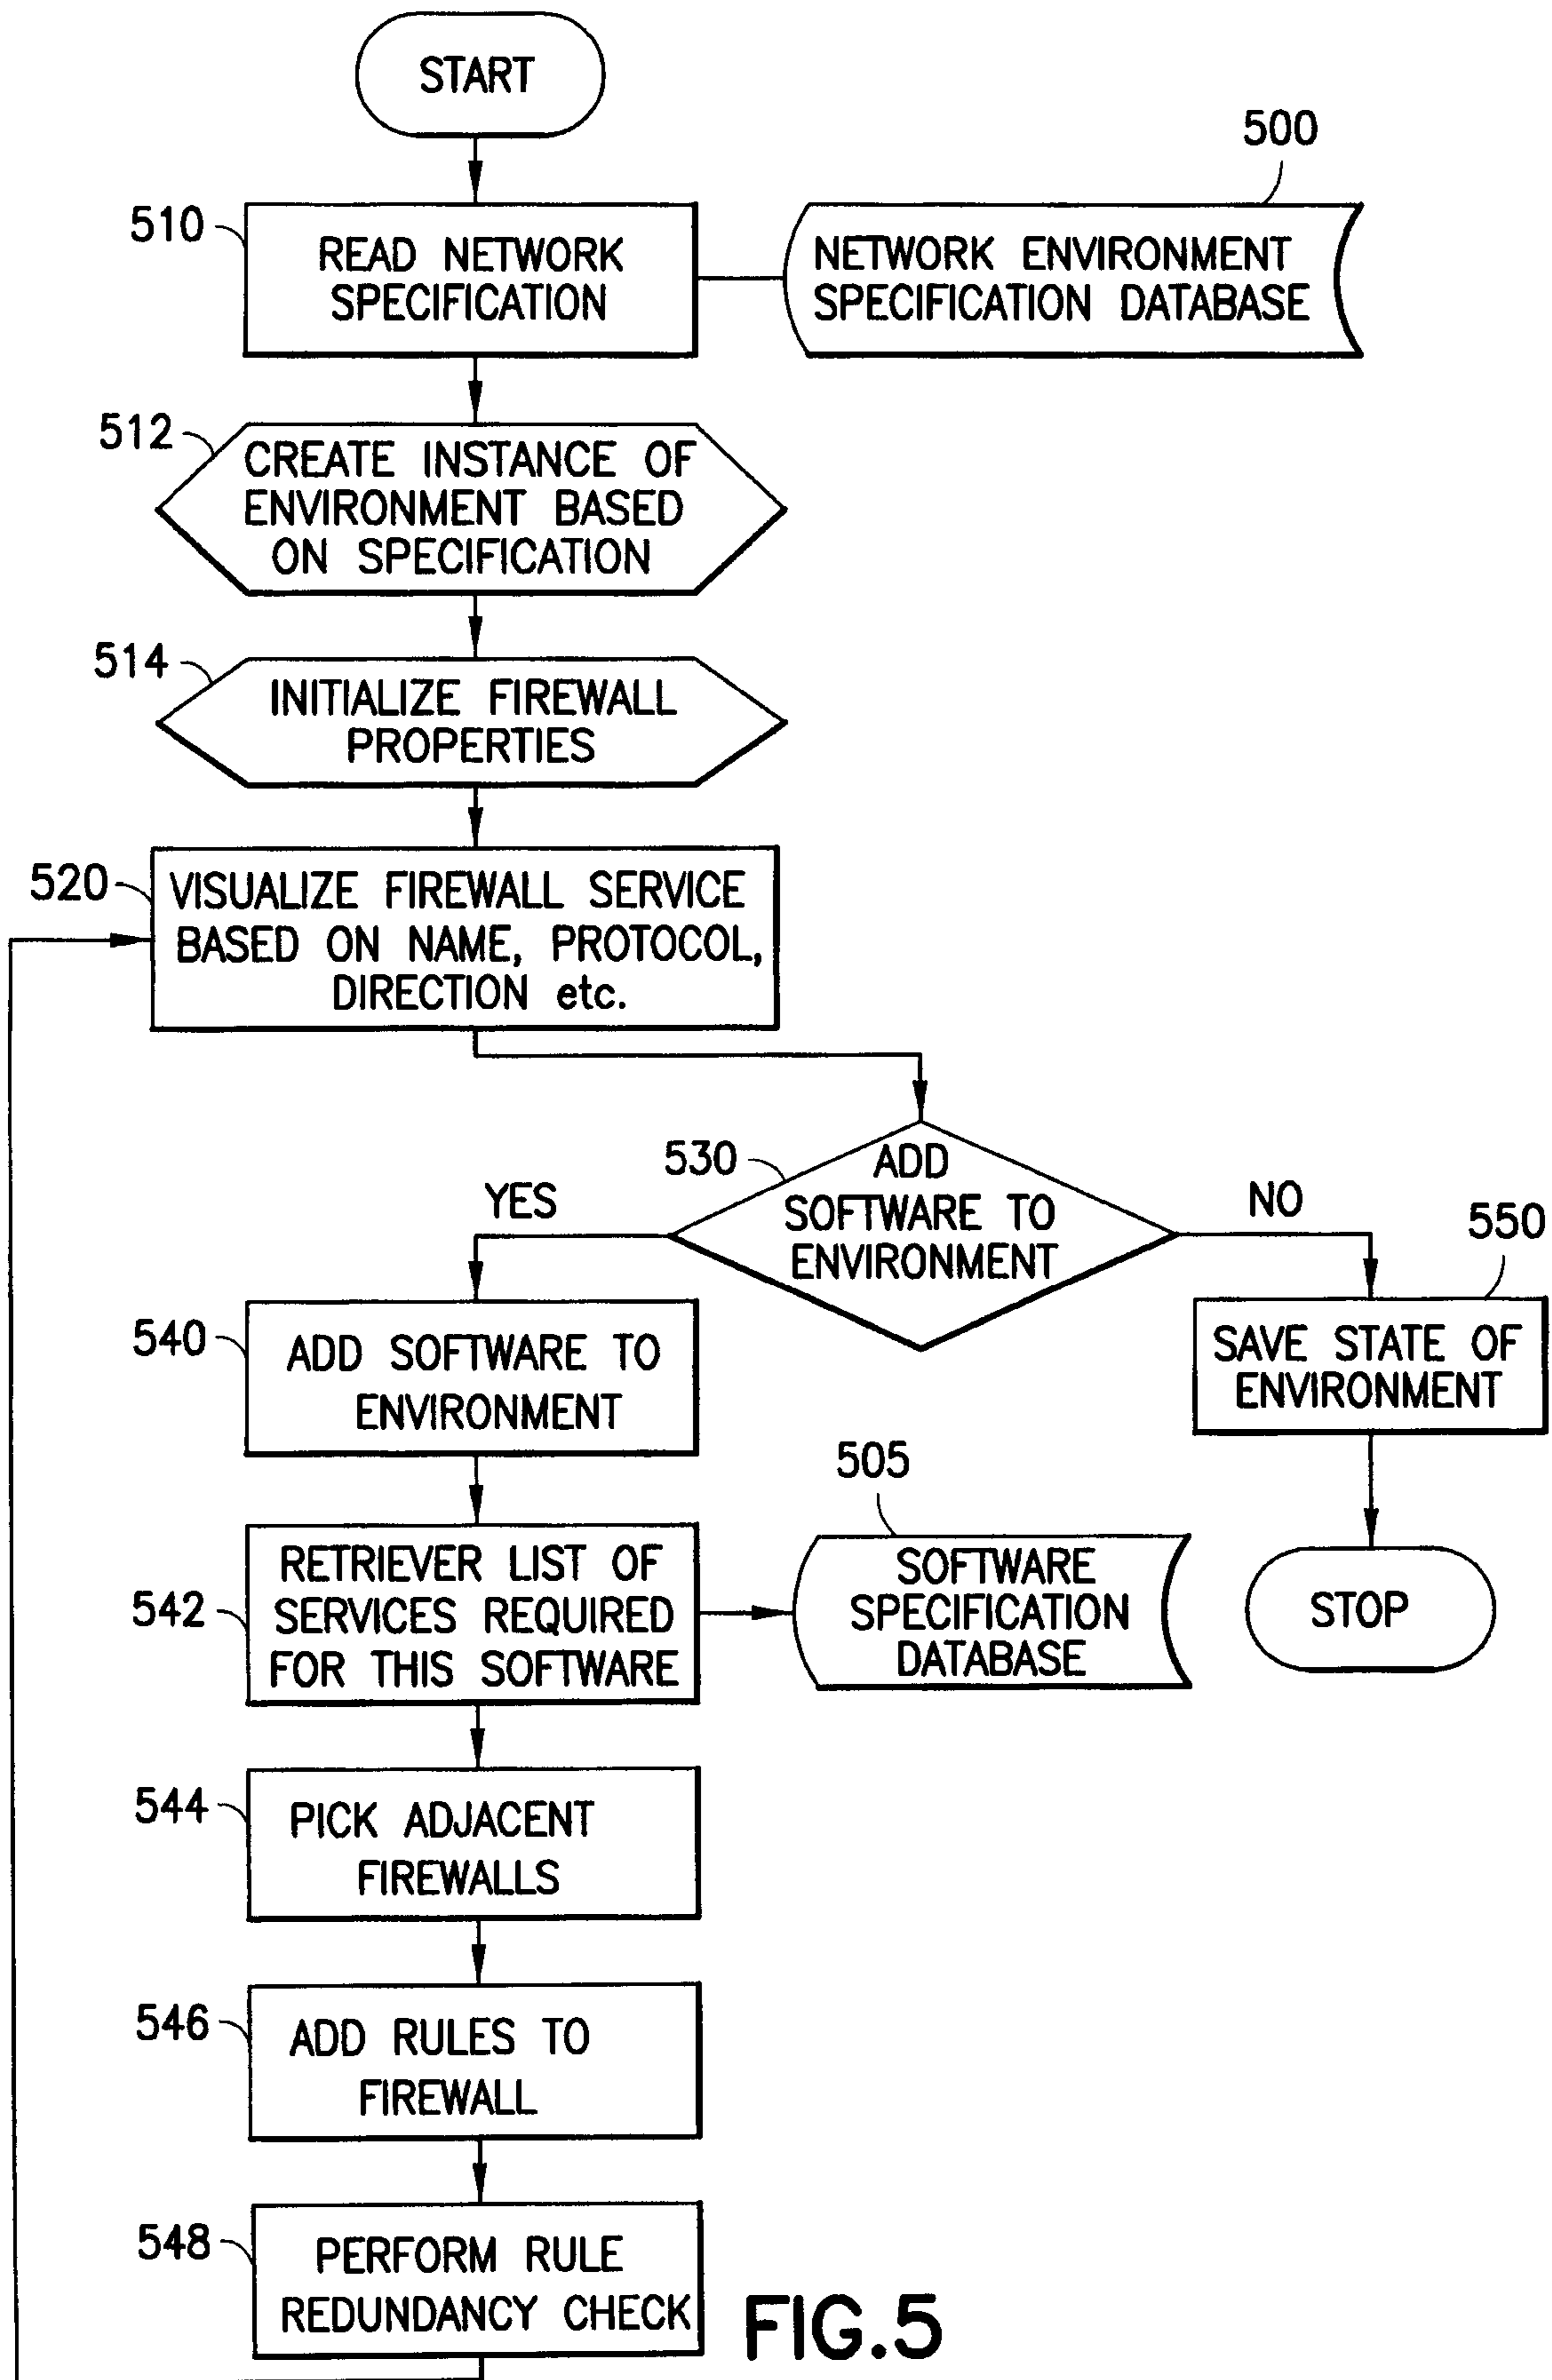 START
500
510
READ NETWORK
SPECIFICATION
NETWORK ENVIRONMENT
SPECIFICATION DATABASE
512
CREATE INSTANCE OF
ENVIRONMENT BASED
ON SPECIFICATION
514
INITIALIZE FIREWALL
PROPERTIES
520
VISUALIZE FIREWALL SERVICE
BASED ON NAME, PROTOCOL,
DIRECTION etc.
530
ADD
SOFTWARE TO
ENVIRONMENT
YES
NO
550
540
ADD SOFTWARE TO
ENVIRONMENT
SAVE STATE OF
ENVIRONMENT
505
542
RETRIEVER LIST OF
SERVICES REQUIRED
FOR THIS SOFTWARE
SOFTWARE
SPECIFICATION
DATABASE
STOP
544
PICK ADJACENT
FIREWALLS
546
ADD RULES TO
FIREWALL
548
PERFORM RULE
REDUNDANCY CHECK
FIG.5